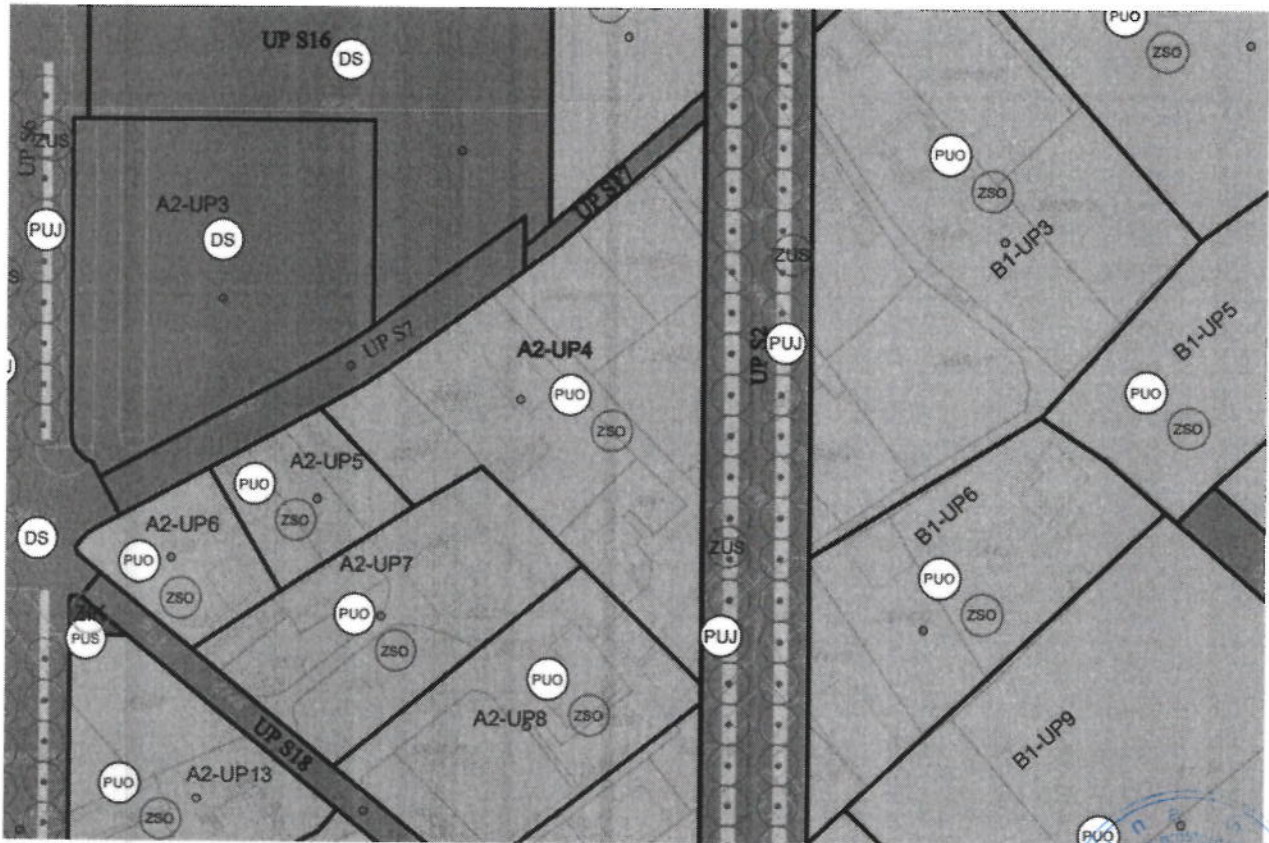 PUO
ZSO
UP S16
DS
UP S6
ZUS
PUO
ZSO
UP S17
A2-UP3
DS
PUJ
B1-UP3
ZUS
UP S7
UP S2
PUJ
B1-UP5
PUO
ZSO
A2-UP4
PUO
ZSO
A2-UP5
PUO
ZSO
B1-UP6
PUO
ZSO
A2-UP6
PUO
ZSO
DS
ZUS
A2-UP7
PUO
ZSO
PUS
PUJ
A2-UP8
PUO
ZSO
UP S18
B1-UP9
A2-UP13
PUO
ZSO
PUO